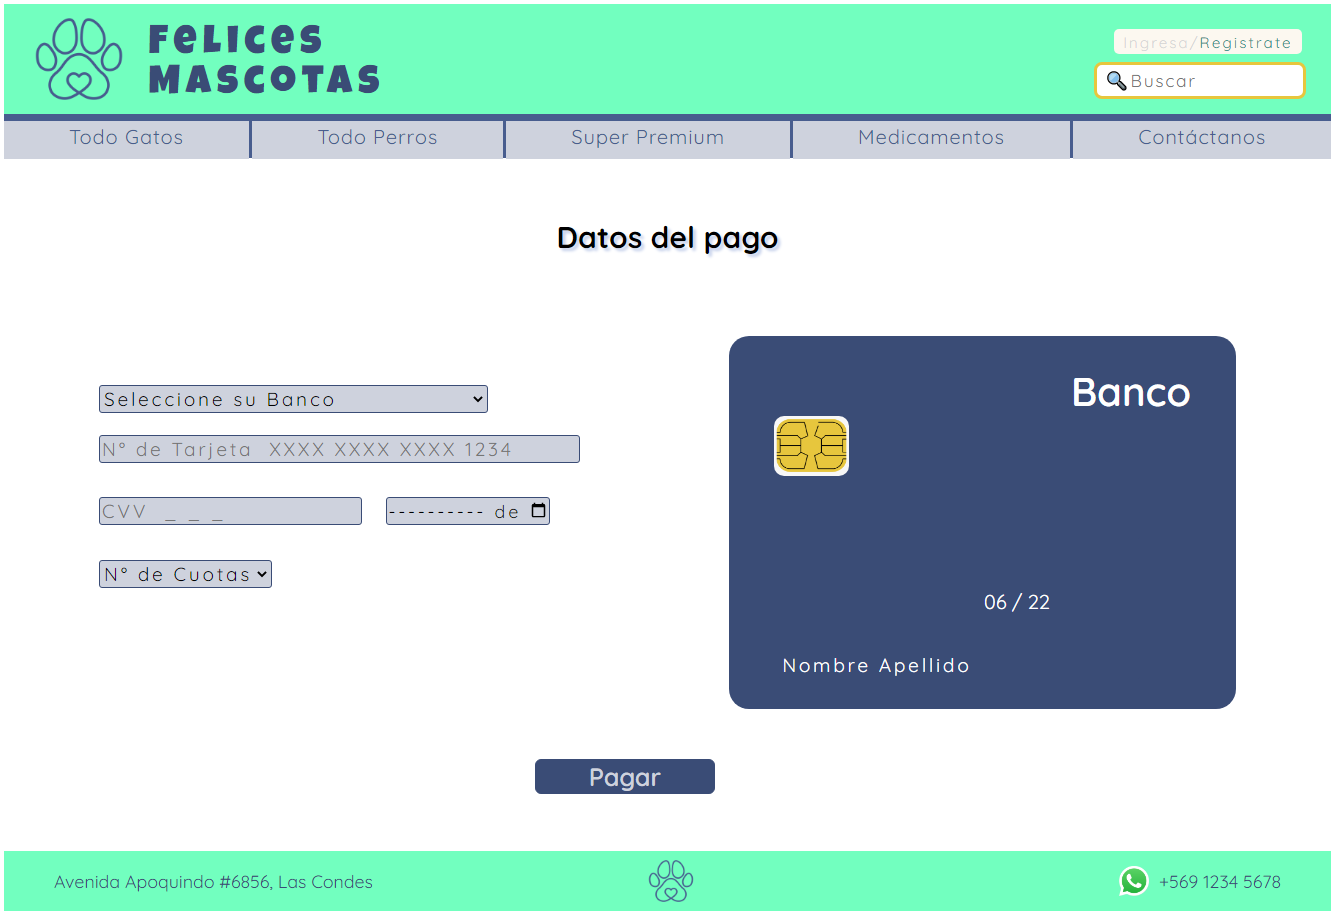 FELICES
MASCOTAS
Ingresa/Registrate
Buscar
Todo Gatos
Todo Perros
Super Premium
Medicamentos
Contáctanos
Datos del pago
Seleccione su Banco
N° de Tarjeta XXXX XXXX XXXX 1234
CVV _ _ _
---------- de
N° de Cuotas
Banco
06 / 22
Nombre Apellido
Pagar
Avenida Apoquindo #6856, Las Condes
+569 1234 5678